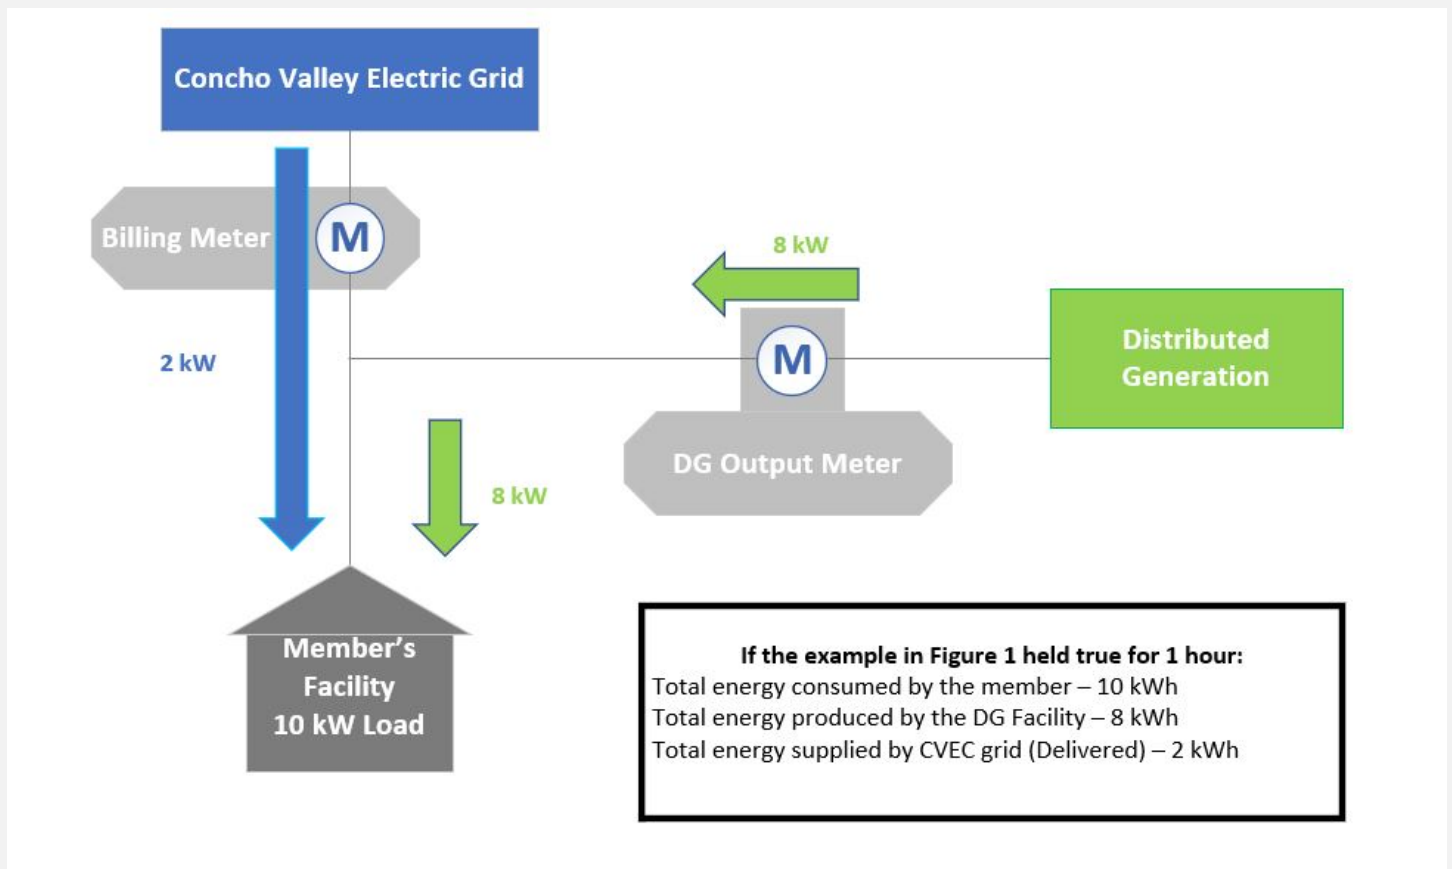 Concho Valley Electric Grid
Billing Meter
M
8 kW
2 kW
M
Distributed
Generation
DG Output Meter
8 kW
Member’s
Facility
10 kW Load
If the example in Figure 1 held true for 1 hour:
Total energy consumed by the member – 10 kWh
Total energy produced by the DG Facility – 8 kWh
Total energy supplied by CVEC grid (Delivered) – 2 kWh